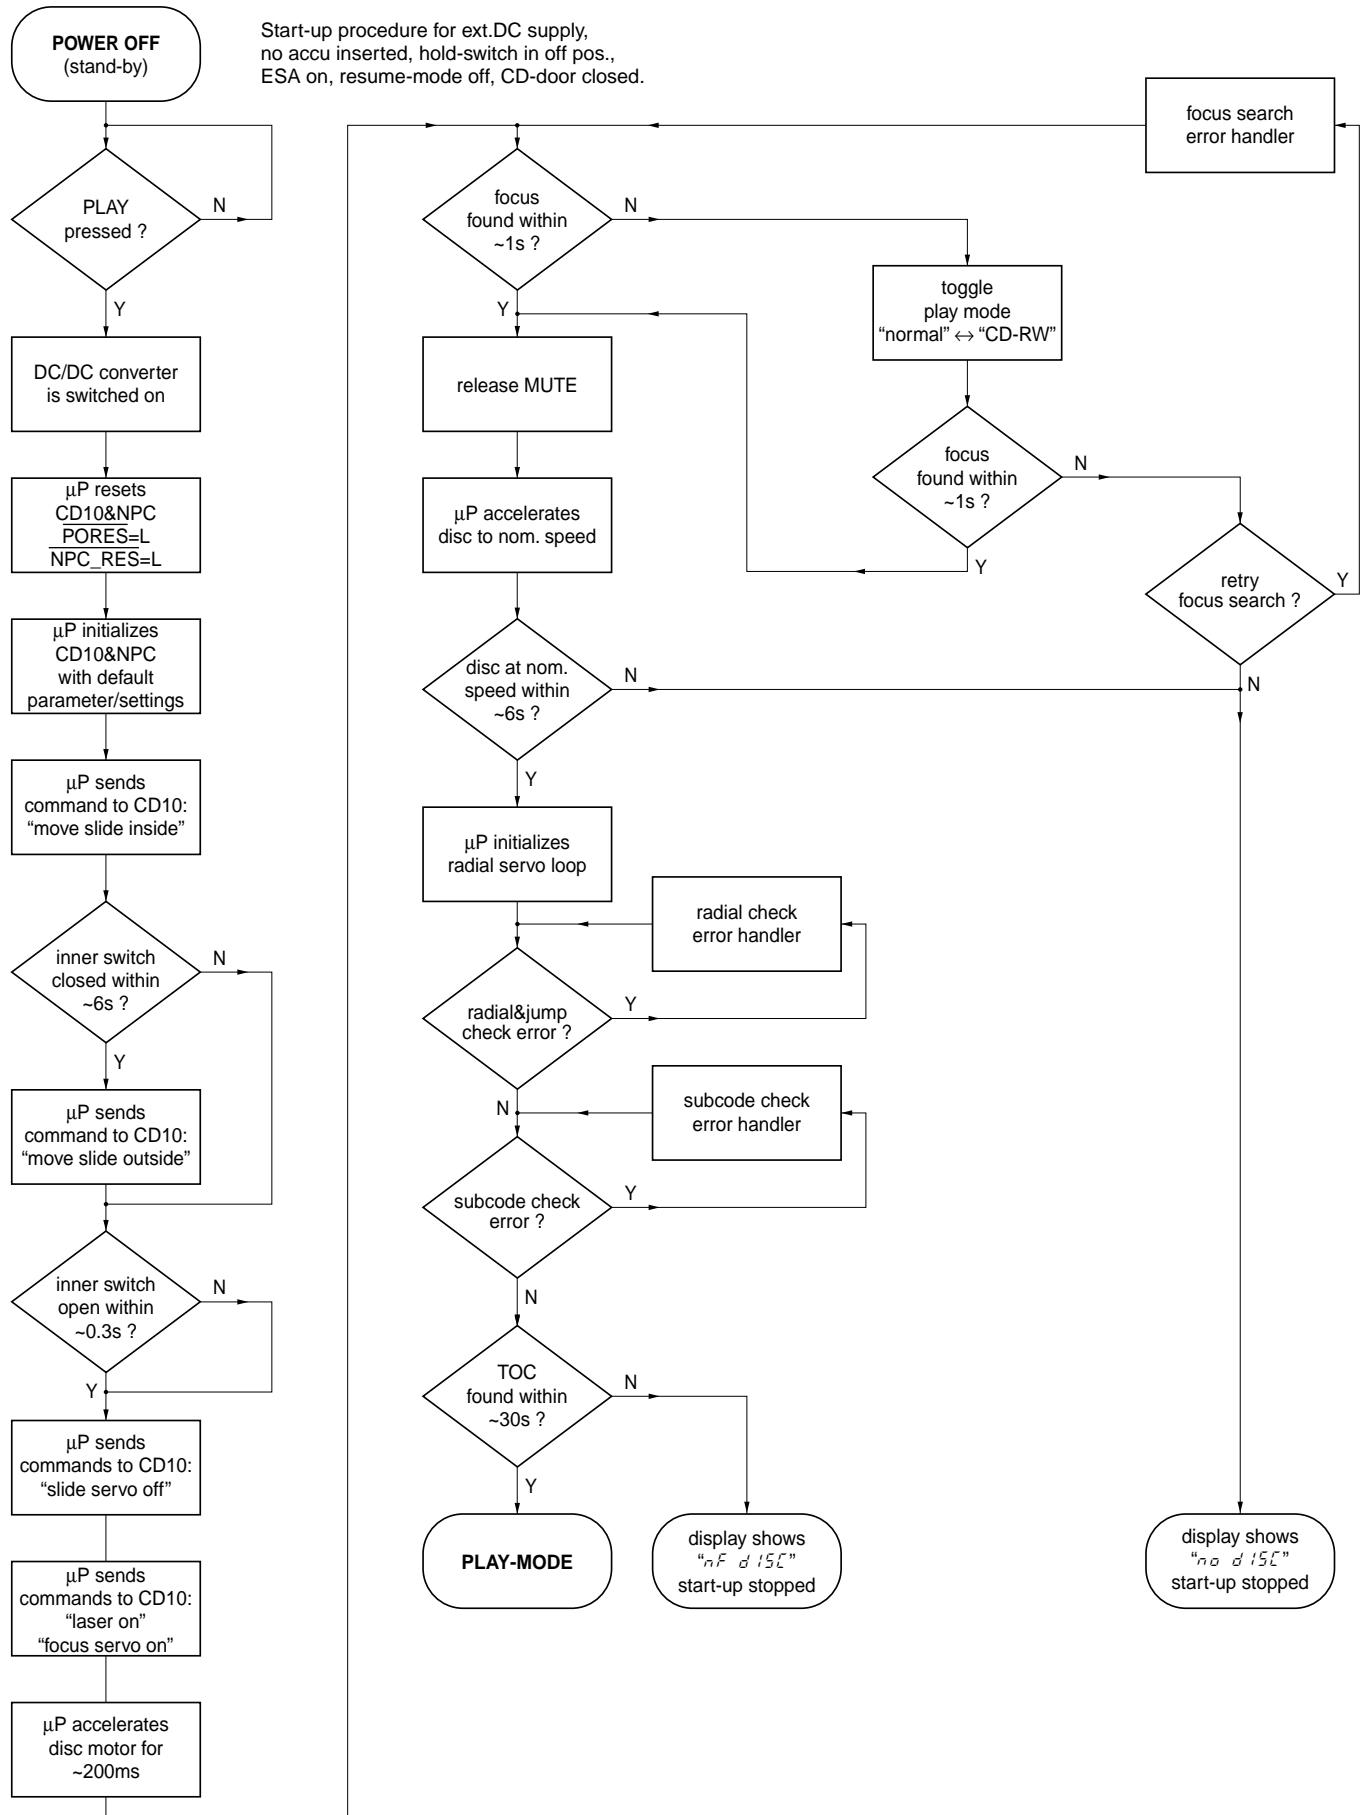 POWER OFF
(stand-by)
Start-up procedure for ext.DC supply,
no accu inserted, hold-switch in off pos.,
ESA on, resume-mode off, CD-door closed.
PLAY
pressed ?
N
Y
DC/DC converter
is switched on
µP resets
CD10&NPC
PORES=L
NPC_RES=L
µP initializes
CD10&NPC
with default
parameter/settings
µP sends
command to CD10:
“move slide inside”
inner switch
closed within
~6s ?
N
Y
µP sends
command to CD10:
“move slide outside”
inner switch
open within
~0.3s ?
N
Y
µP sends
commands to CD10:
“slide servo off”
µP sends
commands to CD10:
“laser on”
“focus servo on”
µP accelerates
disc motor for
~200ms
focus
found within
~1s ?
N
Y
release MUTE
µP accelerates
disc to nom. speed
disc at nom.
speed within
~6s ?
N
Y
µP initializes
radial servo loop
radial check
error handler
radial&jump
check error ?
Y
N
subcode check
error handler
subcode check
error ?
Y
N
TOC
found within
~30s ?
N
Y
PLAY-MODE
display shows
“nF dISC”
start-up stopped
toggle
play mode
“normal” ↔ “CD-RW”
focus
found within
~1s ?
N
Y
focus search
error handler
retry
focus search ?
Y
N
display shows
“no dISC”
start-up stopped